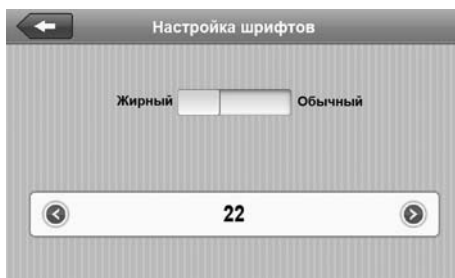 Настройка шрифтов
Жирный Обычный
22